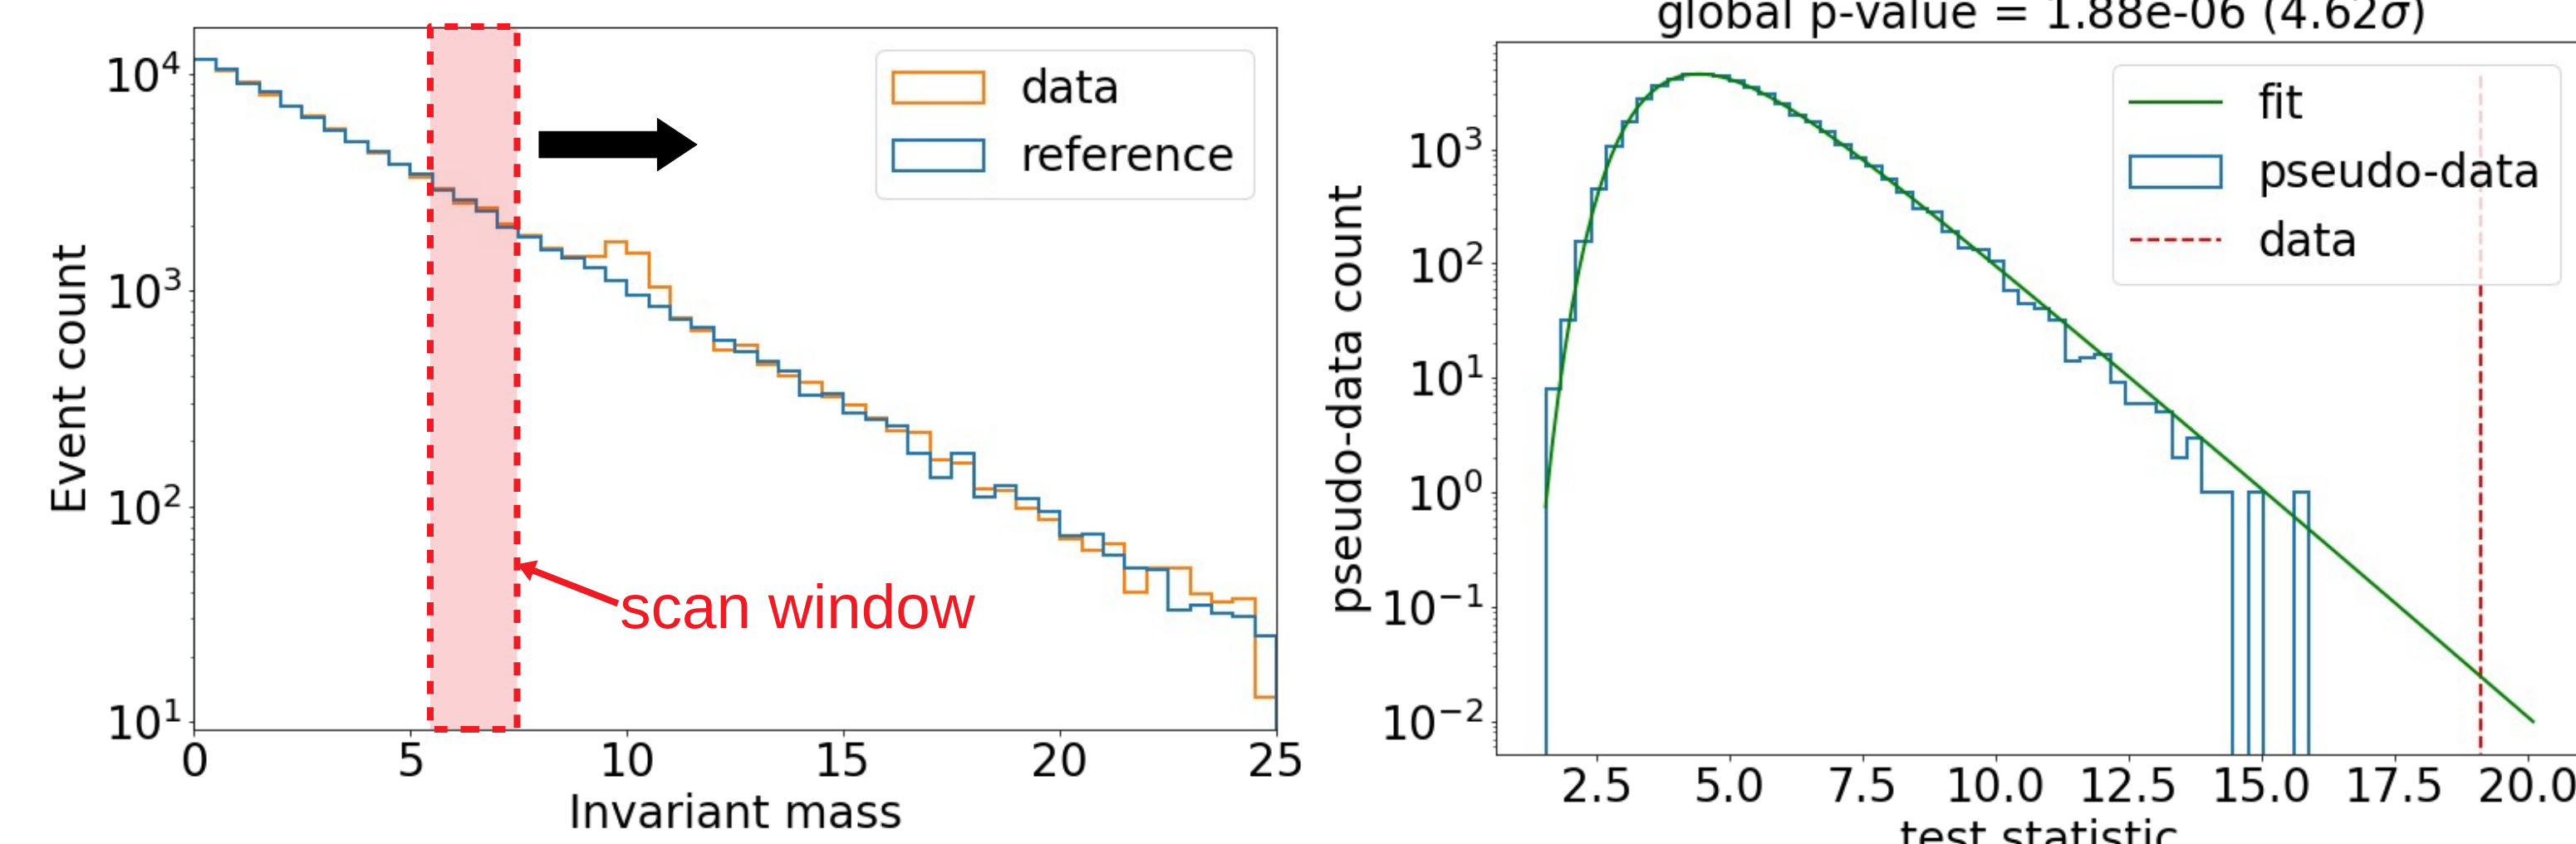 10⁴
10³
10²
10¹
Event count
data
reference
scan window
0 5 10 15 20 25
Invariant mass
global p-value = 1.88e-06 (4.62σ)
10³
10²
10¹
10⁰
10⁻¹
10⁻²
pseudo-data count
fit
pseudo-data
data
2.5 5.0 7.5 10.0 12.5 15.0 17.5 20.0
test statistic